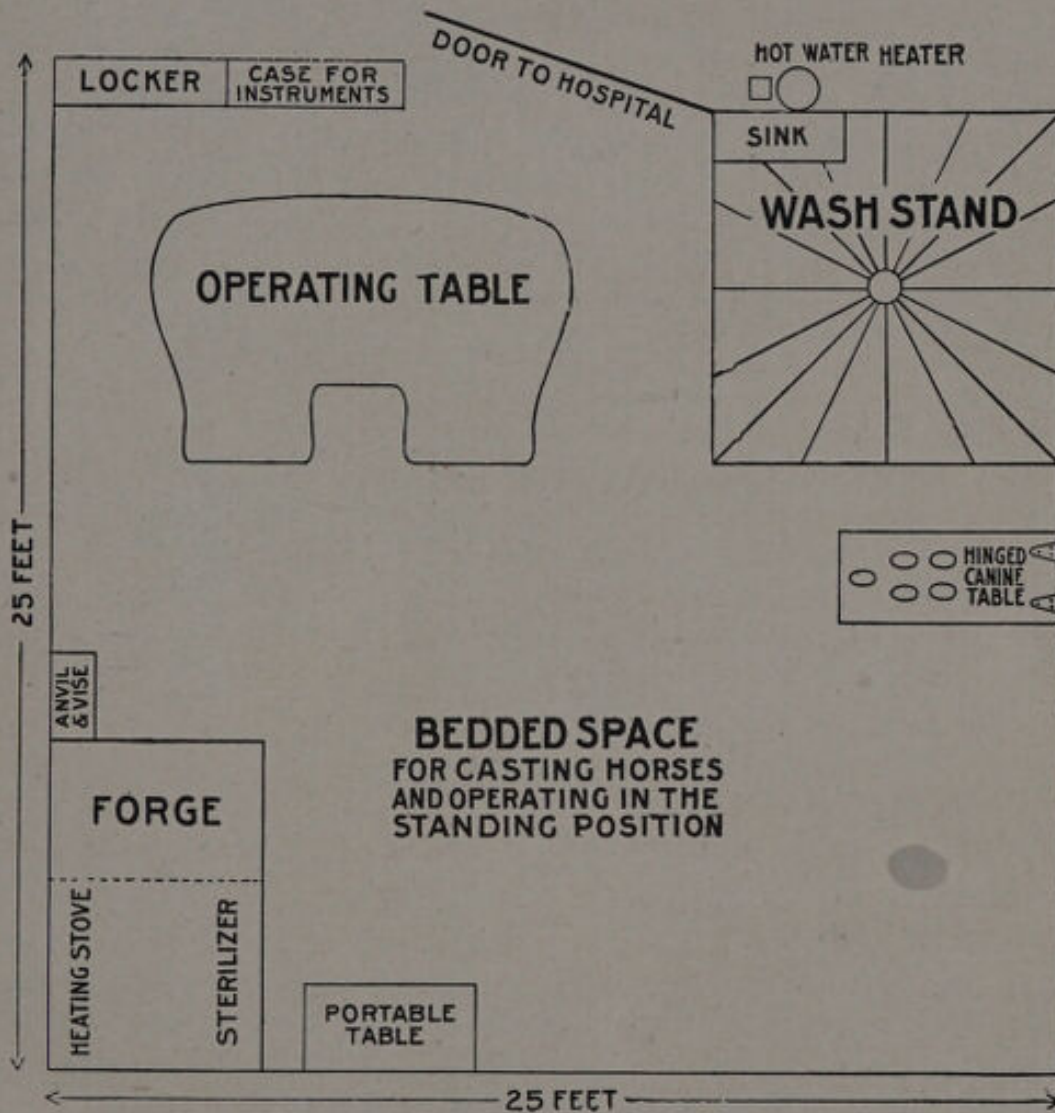 DOOR TO HOSPITAL
HOT WATER HEATER
LOCKER
CASE FOR
INSTRUMENTS
SINK
WASH STAND
OPERATING TABLE
25 FEET
HINGED
CANINE
TABLE
ANVIL
& VISE
BEDDED SPACE
FOR CASTING HORSES
AND OPERATING IN THE
STANDING POSITION
FORGE
HEATING STOVE
STERILIZER
PORTABLE
TABLE
25 FEET